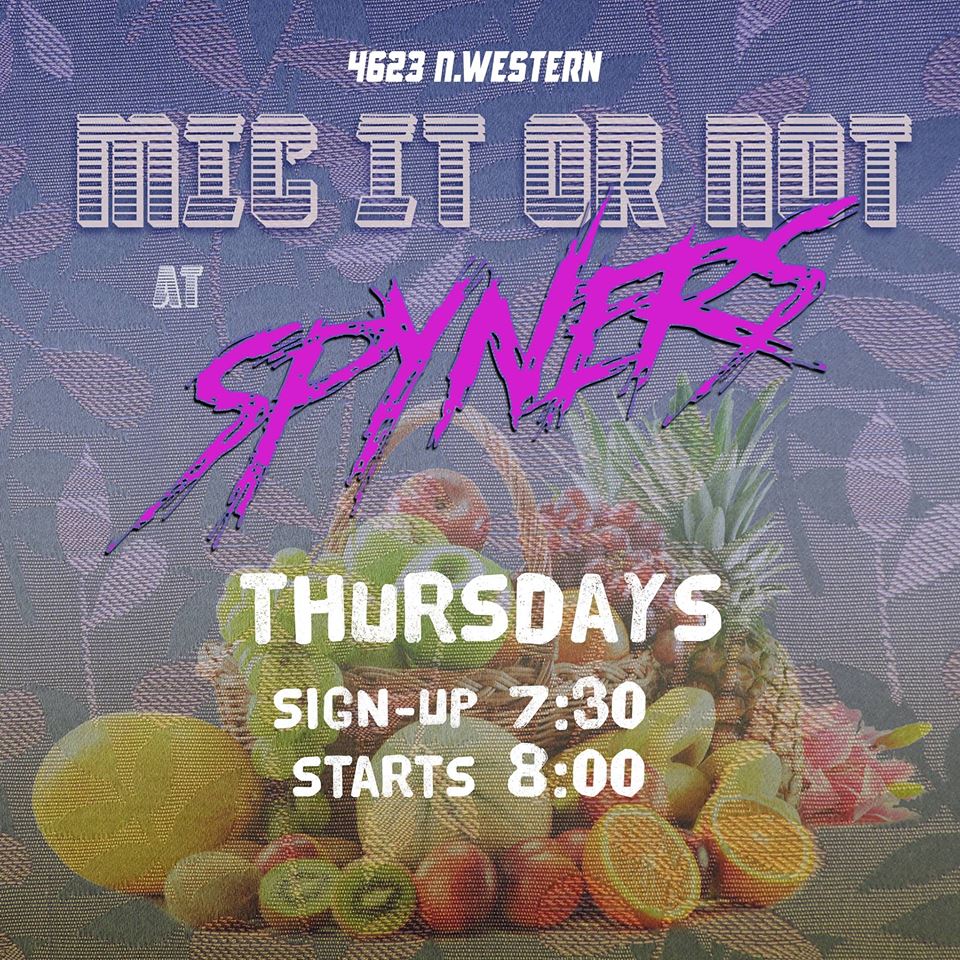 4623 N.WESTERN
MIC IT OR NOT
AT
SPYNERS
THURSDAYS
SIGN-UP 7:30
STARTS 8:00